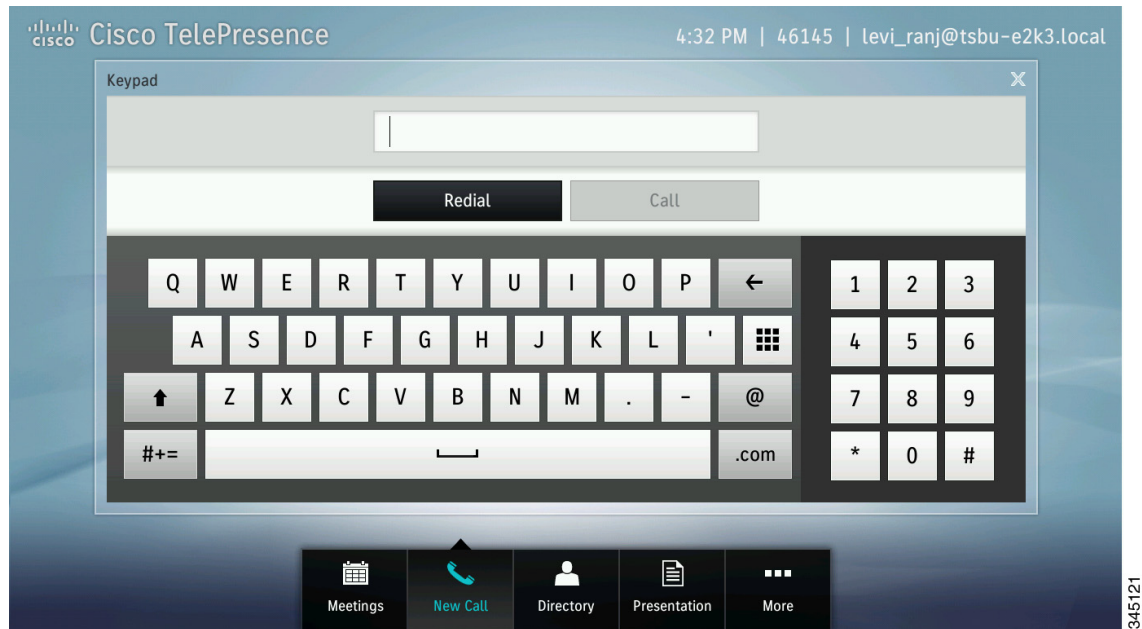 cisco Cisco TelePresence 4:32 PM | 46145 | levi_ranj@tsbu-e2k3.local
Keypad X
Redial Call
Q W E R T Y U I O P ← 1 2 3
A S D F G H J K L ' 4 5 6
Z X C V B N M . - @ 7 8 9
#+= .com * 0 #
Meetings New Call Directory Presentation More
345121